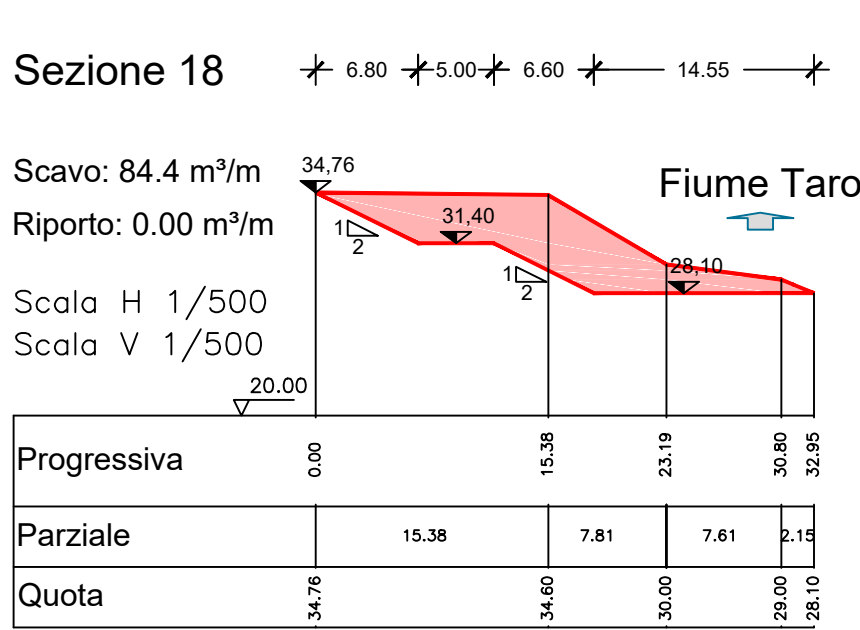 Sezione 18
6.80 5.00 6.60 14.55
Scavo: 84.4 m³/m
Riporto: 0.00 m³/m
34,76
Fiume Taro
31,40
1
2
28,10
1
2
Scala H 1/500
Scala V 1/500
20.00
Progressiva 0.00 15.38 23.19 30.80 32.95
Parziale 15.38 7.81 7.61 2.15
Quota 34.76 34.60 30.00 29.00 28.10